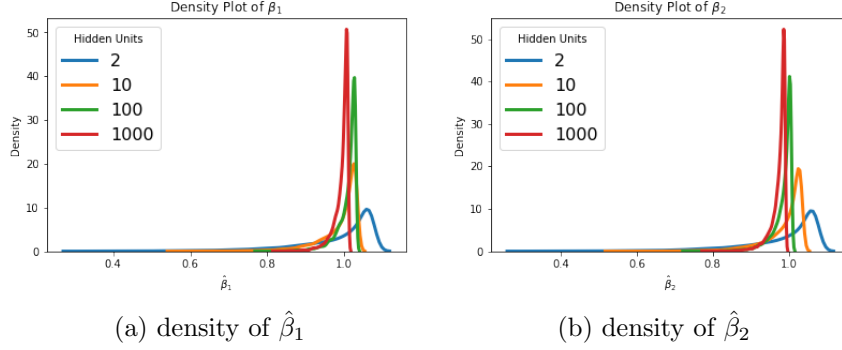 Density Plot of β₁
Hidden Units
2
10
100
1000
Density
50
40
30
20
10
0
0.4
0.6
0.8
1.0
β̂₁
(a) density of β̂₁
Density Plot of β₂
Hidden Units
2
10
100
1000
Density
50
40
30
20
10
0
0.4
0.6
0.8
1.0
β̂₂
(b) density of β̂₂